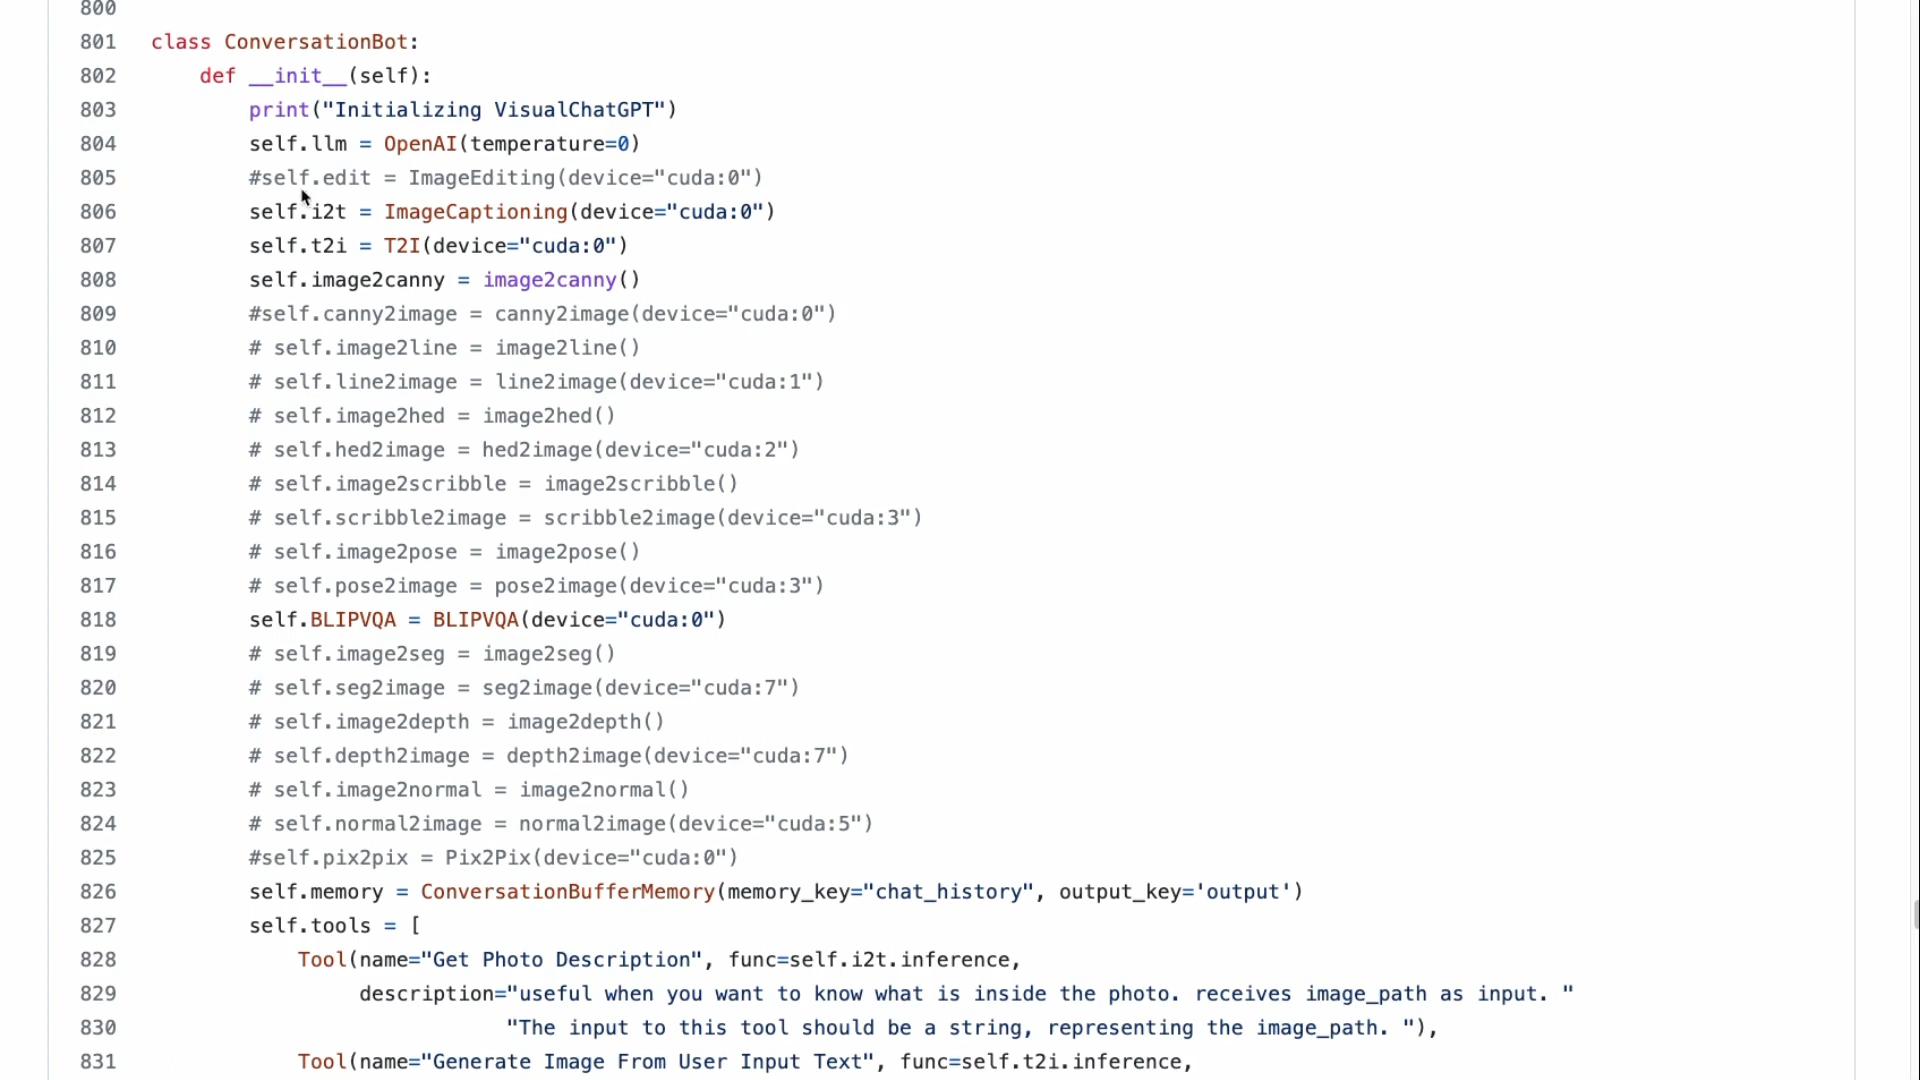 800
801 class ConversationBot:
802 def __init__(self):
803 print("Initializing VisualChatGPT")
804 self.llm = OpenAI(temperature=0)
805 #self.edit = ImageEditing(device="cuda:0")
806 self.i2t = ImageCaptioning(device="cuda:0")
807 self.t2i = T2I(device="cuda:0")
808 self.image2canny = image2canny()
809 #self.canny2image = canny2image(device="cuda:0")
810 # self.image2line = image2line()
811 # self.line2image = line2image(device="cuda:1")
812 # self.image2hed = image2hed()
813 # self.hed2image = hed2image(device="cuda:2")
814 # self.image2scribble = image2scribble()
815 # self.scribble2image = scribble2image(device="cuda:3")
816 # self.image2pose = image2pose()
817 # self.pose2image = pose2image(device="cuda:3")
818 self.BLIPVQA = BLIPVQA(device="cuda:0")
819 # self.image2seg = image2seg()
820 # self.seg2image = seg2image(device="cuda:7")
821 # self.image2depth = image2depth()
822 # self.depth2image = depth2image(device="cuda:7")
823 # self.image2normal = image2normal()
824 # self.normal2image = normal2image(device="cuda:5")
825 #self.pix2pix = Pix2Pix(device="cuda:0")
826 self.memory = ConversationBufferMemory(memory_key="chat_history", output_key='output')
827 self.tools = [
828 Tool(name="Get Photo Description", func=self.i2t.inference,
829 description="useful when you want to know what is inside the photo. receives image_path as input. "
830 "The input to this tool should be a string, representing the image_path. "),
831 Tool(name="Generate Image From User Input Text", func=self.t2i.inference,